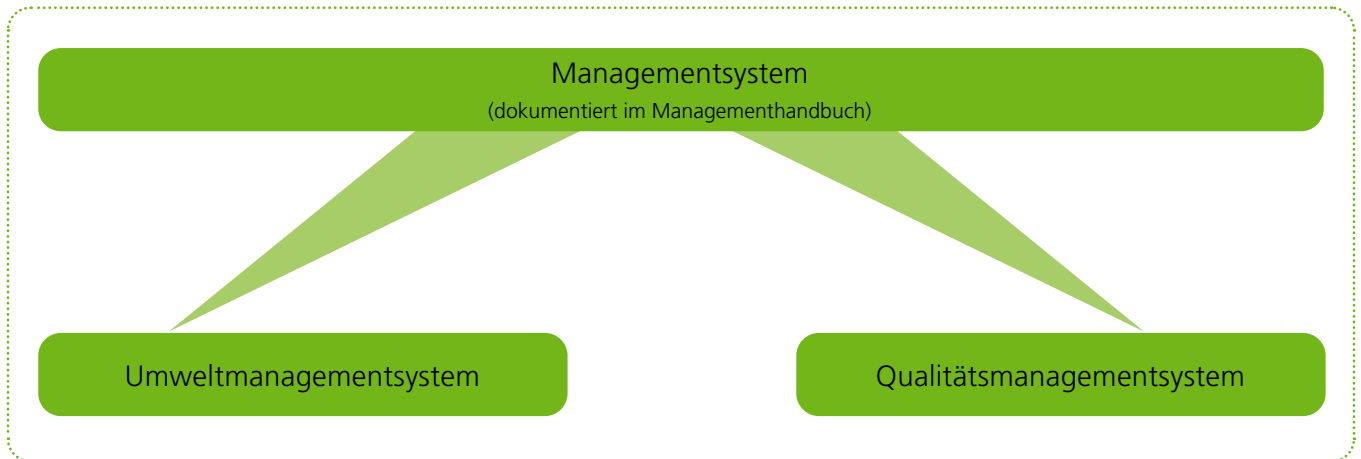 Managementsystem
(dokumentiert im Managementhandbuch)
Umweltmanagementsystem
Qualitätsmanagementsystem